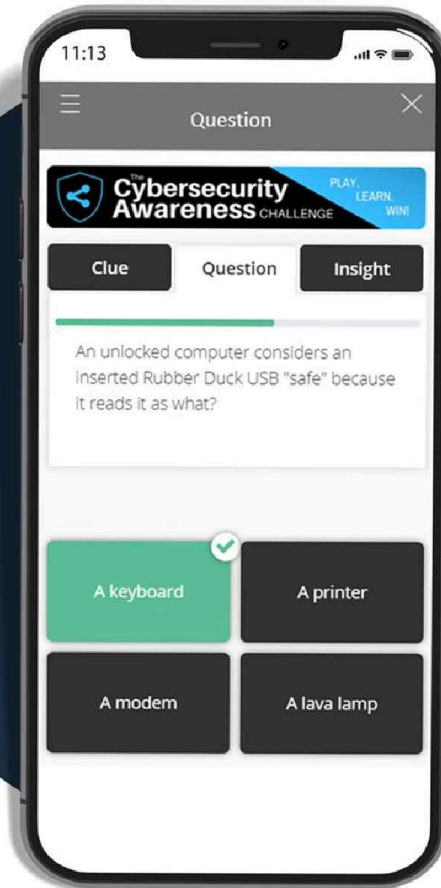 11:13
Question
The
Cybersecurity
Awareness CHALLENGE
PLAY.
LEARN.
WIN!
Clue
Question
Insight
An unlocked computer considers an
inserted Rubber Duck USB "safe" because
it reads it as what?
A keyboard
A printer
A modem
A lava lamp